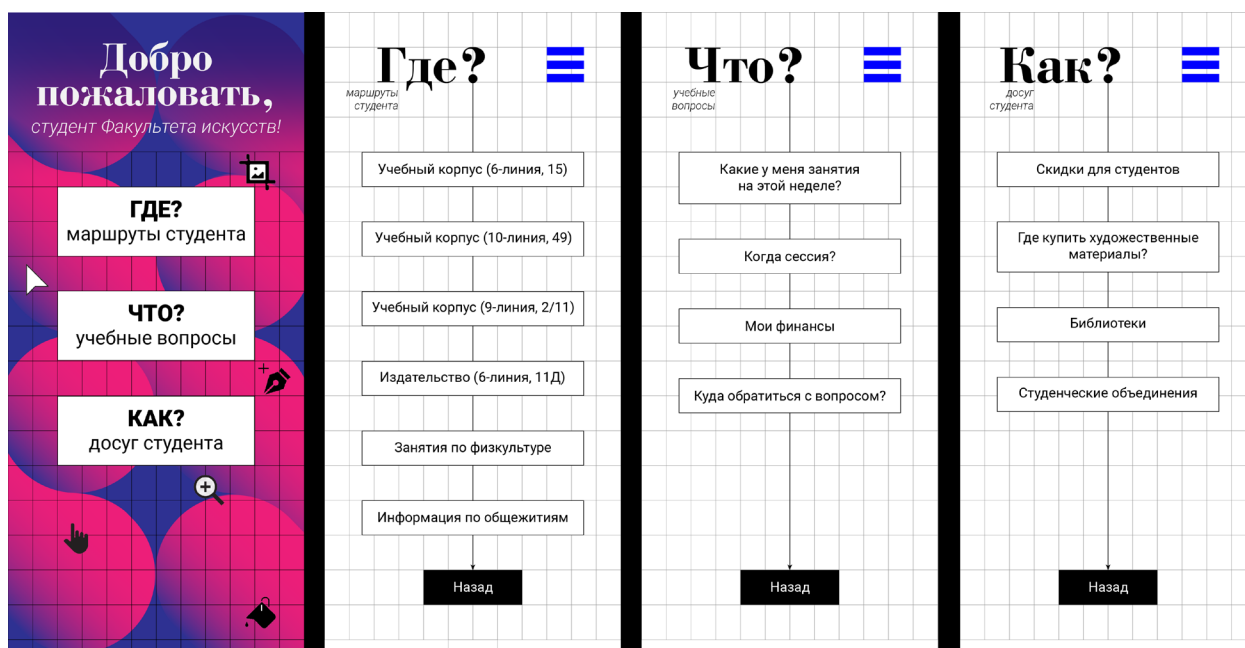 Добро
пожаловать,
студент Факультета искусств!
ГДЕ?
маршруты студента
ЧТО?
учебные вопросы
КАК?
досуг студента
Где?
маршруты
студента
Учебный корпус (6-линия, 15)
Учебный корпус (10-линия, 49)
Учебный корпус (9-линия, 2/11)
Издательство (6-линия, 11Д)
Занятия по физкультуре
Информация по общежитиям
Назад
Что?
учебные
вопросы
Какие у меня занятия
на этой неделе?
Когда сессия?
Мои финансы
Куда обратиться с вопросом?
Назад
Как?
досуг
студента
Скидки для студентов
Где купить художественные
материалы?
Библиотеки
Студенческие объединения
Назад